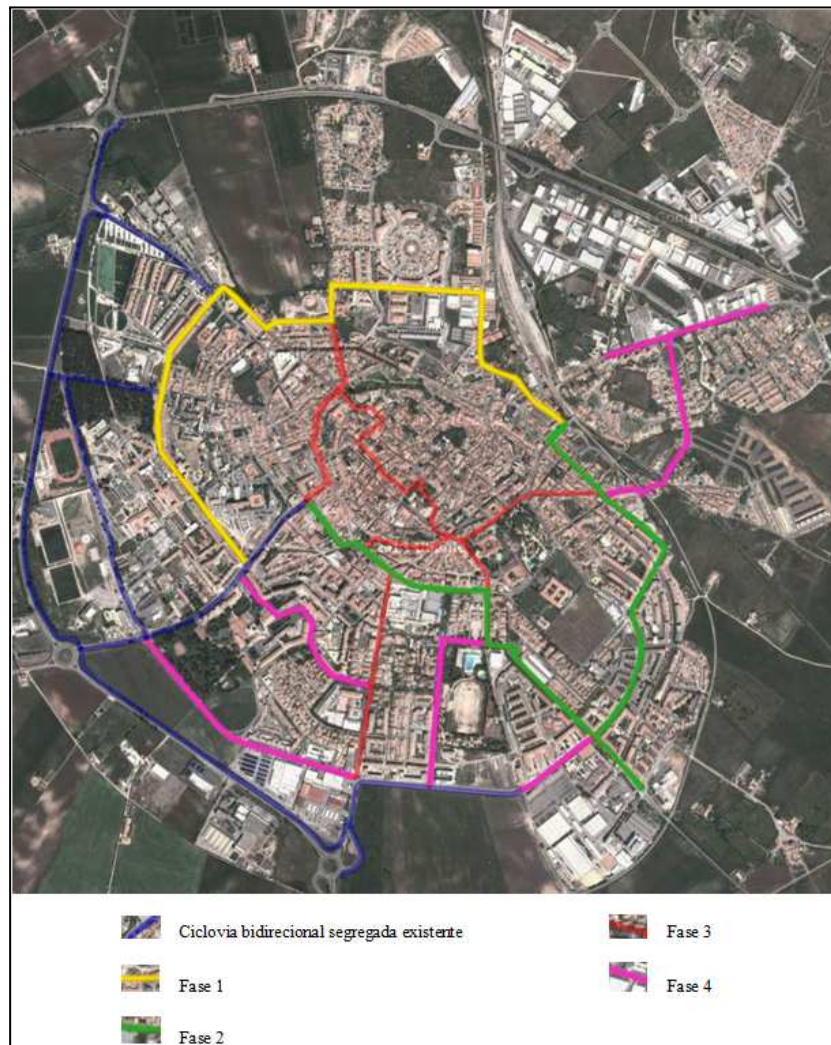 Ciclovia bidirecional segregada existente
Fase 1
Fase 2
Fase 3
Fase 4